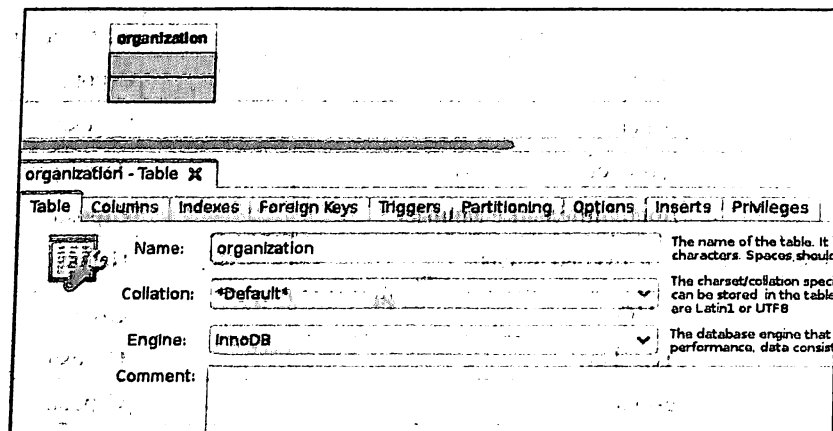 organization
organization - Table ✖
Table Columns Indexes Foreign Keys Triggers Partitioning Options Inserts Privileges
Name: organization
The name of the table. It
characters. Spaces should
Collation: *Default*
The charset/collation spec
can be stored in the table
are Latin1 or UTF8
Engine: InnoDB
The database engine that
performance, data consist
Comment: